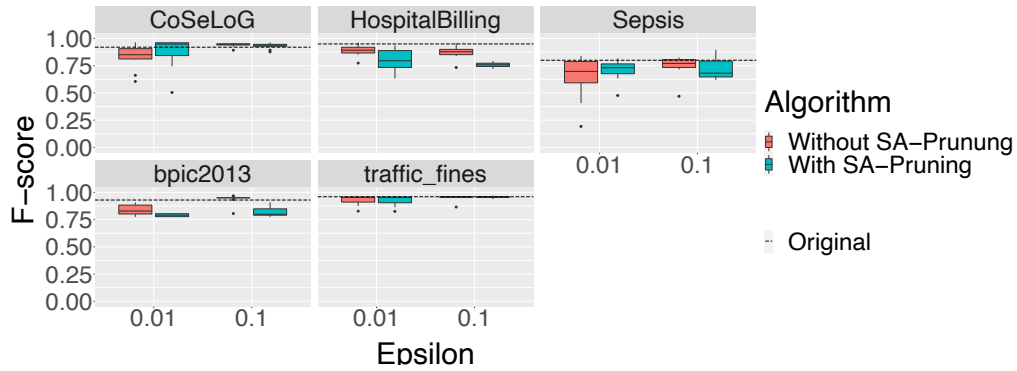 CoSeLoG
HospitalBilling
Sepsis
1.00
0.75
0.50
0.25
0.00
0.01
0.1
bpic2013
traffic_fines
1.00
0.75
0.50
0.25
0.00
0.01
0.1
0.01
0.1
F−score
Epsilon
Algorithm
Without SA−Prunung
With SA−Pruning
Original